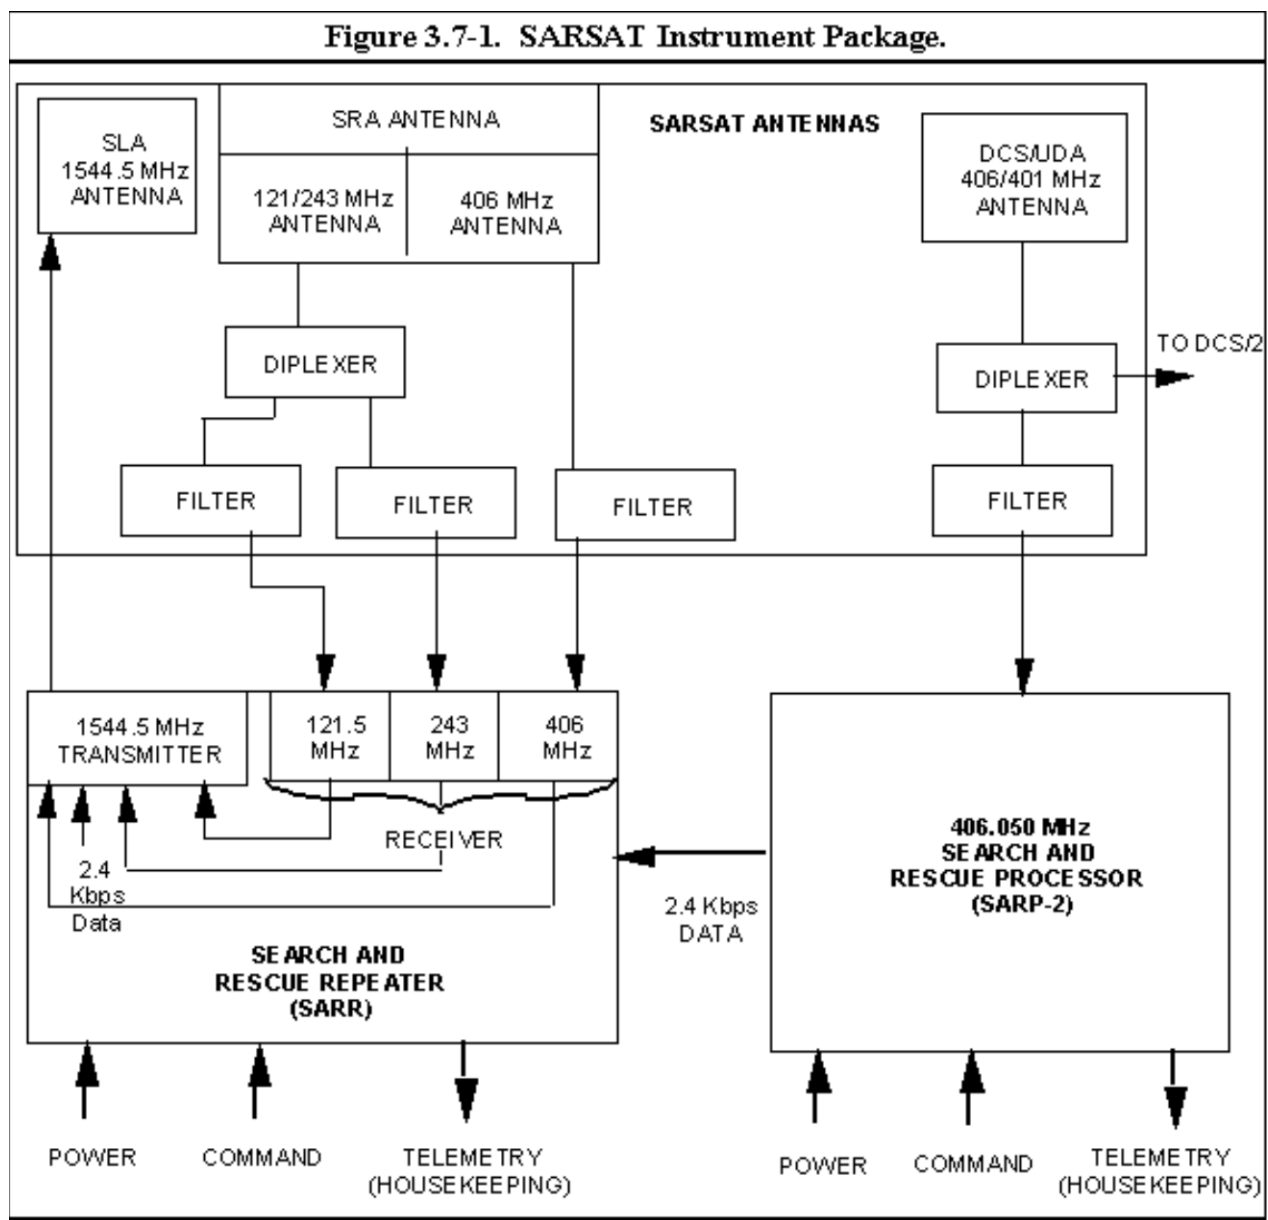 Figure 3.7-1. SARSAT Instrument Package.
SLA
1544.5 MHz
ANTENNA
SRA ANTENNA
121/243 MHz
ANTENNA
406 MHz
ANTENNA
SARSAT ANTENNAS
DCS/UDA
406/401 MHz
ANTENNA
DIPLEXER
DIPLEXER
TO DCS/2
FILTER
FILTER
FILTER
FILTER
1544.5 MHz
TRANSMITTER
121.5
MHz
243
MHz
406
MHz
RECEIVER
2.4
Kbps
Data
SEARCH AND
RESCUE REPEATER
(SARR)
2.4 Kbps
DATA
406.050 MHz
SEARCH AND
RESCUE PROCESSOR
(SARP-2)
POWER
COMMAND
TELEMETRY
(HOUSEKEEPING)
POWER
COMMAND
TELEMETRY
(HOUSEKEEPING)